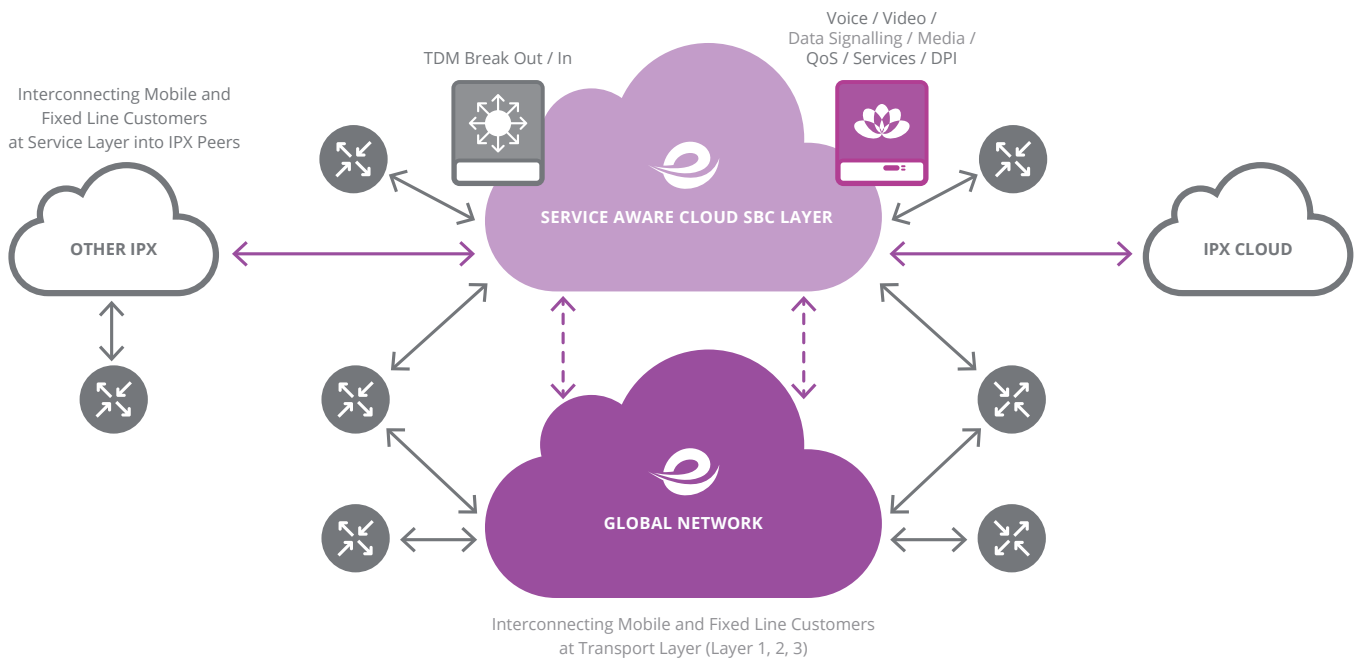 Voice / Video /
Data Signalling / Media /
QoS / Services / DPI
TDM Break Out / In
Interconnecting Mobile and
Fixed Line Customers
at Service Layer into IPX Peers
SERVICE AWARE CLOUD SBC LAYER
OTHER IPX
IPX CLOUD
GLOBAL NETWORK
Interconnecting Mobile and Fixed Line Customers
at Transport Layer (Layer 1, 2, 3)